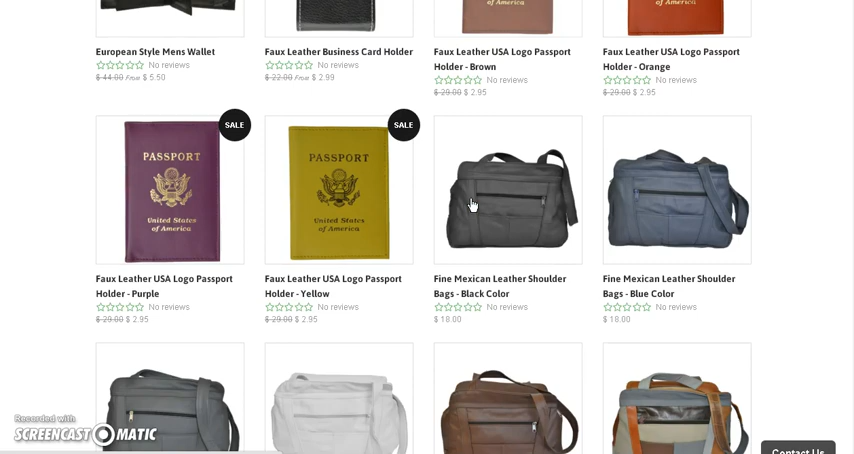 of America
of America
European Style Mens Wallet
No reviews
$ 44.00 From $ 5.50
Faux Leather Business Card Holder
No reviews
$ 22.00 From $ 2.99
Faux Leather USA Logo Passport
Holder - Brown
No reviews
$ 29.00 $ 2.95
Faux Leather USA Logo Passport
Holder - Orange
No reviews
$ 29.00 $ 2.95
SALE
PASSPORT
United States
of America
SALE
PASSPORT
United States
of America
Faux Leather USA Logo Passport
Holder - Purple
No reviews
$ 29.00 $ 2.95
Faux Leather USA Logo Passport
Holder - Yellow
No reviews
$ 29.00 $ 2.95
Fine Mexican Leather Shoulder
Bags - Black Color
No reviews
$ 18.00
Fine Mexican Leather Shoulder
Bags - Blue Color
No reviews
$ 18.00
Recorded with
SCREENCAST-O-MATIC
Contact Us